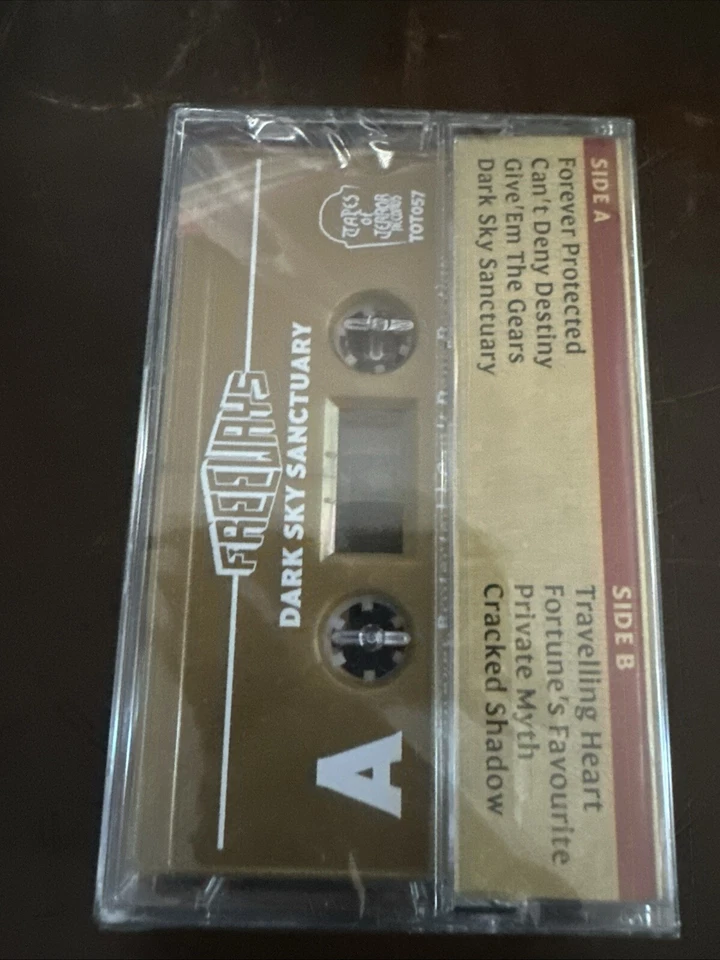 SIDE A
Forever Protected
Can't Deny Destiny
Give'Em The Gears
Dark Sky Sanctuary
SIDE B
Travelling Heart
Fortune's Favourite
Private Myth
Cracked Shadow
TOT057
TAPES
OF
TERROR
RECORDS
FREEWAYS
DARK SKY SANCTUARY
A